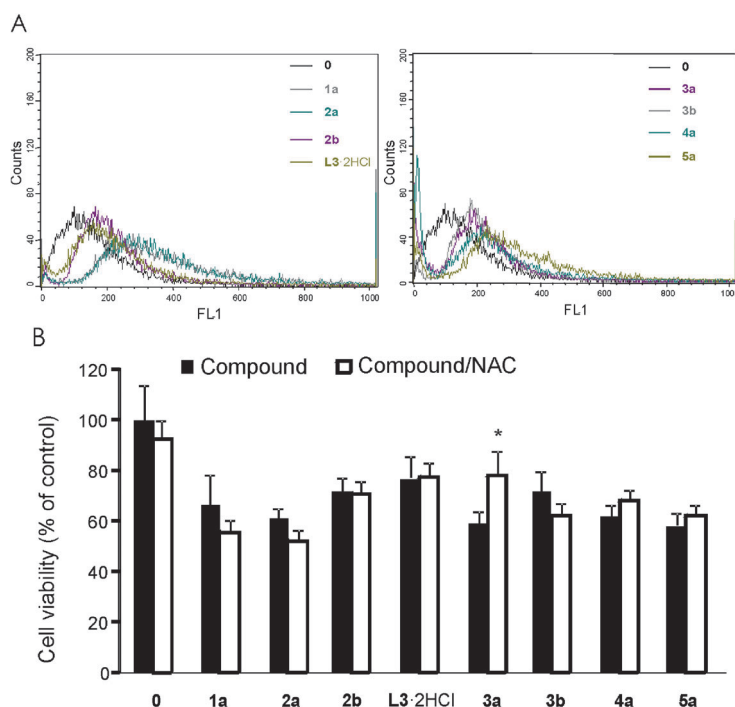 A
200
160
120
80
40
0
Counts
0
1a
2a
2b
L3·2HCl
0 200 400 600 800 1000
FL1
200
160
120
80
40
0
Counts
0
3a
3b
4a
5a
0 200 400 600 800 1000
FL1
B
Compound Compound/NAC
120
100
80
60
40
20
0
Cell viability (% of control)
*
0 1a 2a 2b L3·2HCl 3a 3b 4a 5a